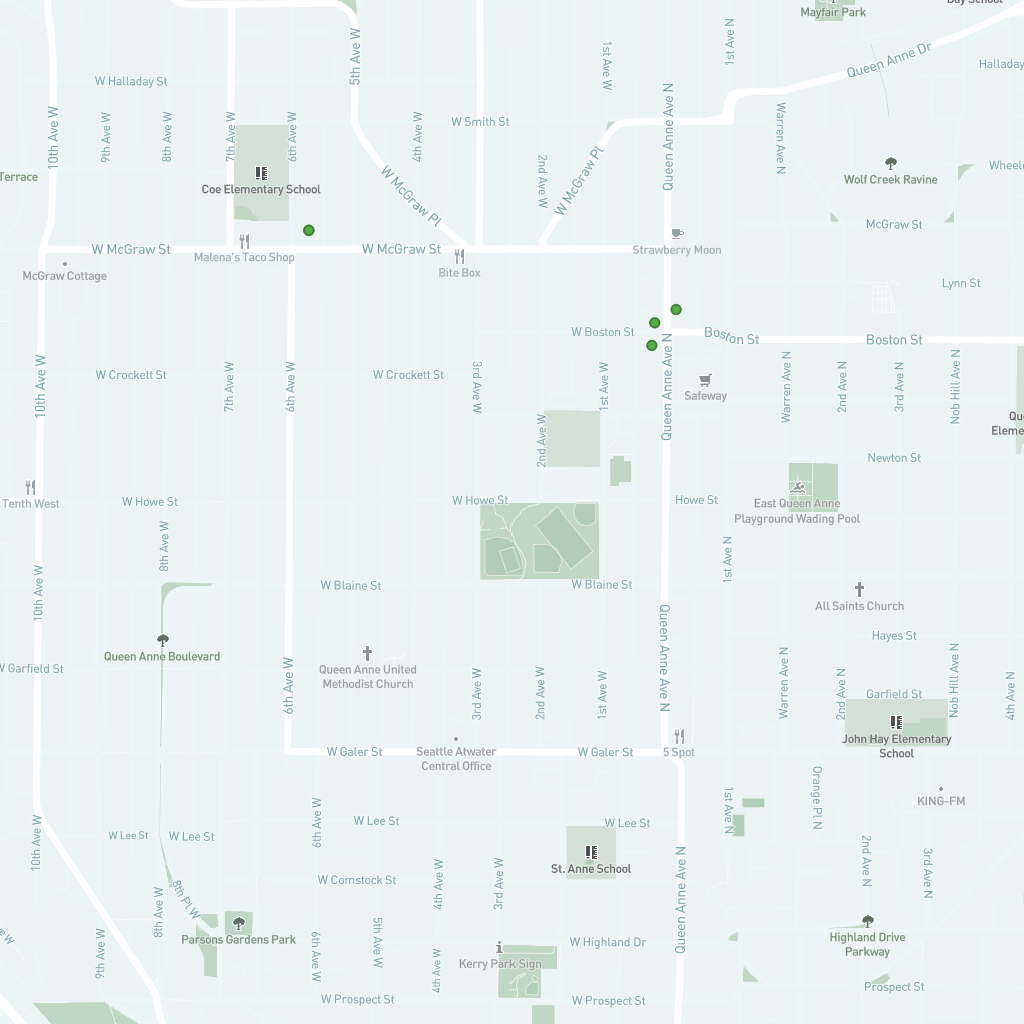 Day School
Mayfair Park
1st Ave N
5th Ave W
1st Ave W
Queen Anne Dr
Halladay
W Halladay St
10th Ave W
9th Ave W
8th Ave W
7th Ave W
6th Ave W
4th Ave W
W Smith St
Queen Anne Ave N
Warren Ave N
Terrace
Coe Elementary School
W McGraw Pl
2nd Ave W
W McGraw Pl
Wolf Creek Ravine
Wheele
McGraw St
W McGraw St
Malena's Taco Shop
W McGraw St
Strawberry Moon
McGraw Cottage
Bite Box
Lynn St
W Boston St
Boston St
Boston St
10th Ave W
W Crockett St
7th Ave W
6th Ave W
W Crockett St
3rd Ave W
1st Ave W
Queen Anne Ave N
Safeway
Warren Ave N
2nd Ave N
3rd Ave N
Nob Hill Ave N
Qu
Eleme
2nd Ave W
Newton St
Tenth West
W Howe St
W Howe St
Howe St
East Queen Anne
Playground Wading Pool
8th Ave W
10th Ave W
W Blaine St
W Blaine St
1st Ave N
All Saints Church
Queen Anne Boulevard
Hayes St
W Garfield St
Queen Anne United
Methodist Church
6th Ave W
3rd Ave W
2nd Ave W
1st Ave W
Queen Anne Ave N
Warren Ave N
2nd Ave N
Garfield St
Nob Hill Ave N
4th Ave N
W Galer St
Seattle Atwater
Central Office
W Galer St
5 Spot
John Hay Elementary
School
KING-FM
10th Ave W
W Lee St
W Lee St
6th Ave W
W Lee St
W Lee St
1st Ave N
Orange Pl N
St. Anne School
2nd Ave N
3rd Ave N
W Comstock St
8th Pl W
8th Ave W
4th Ave W
3rd Ave W
Queen Anne Ave N
Parsons Gardens Park
9th Ave W
6th Ave W
5th Ave W
4th Ave W
Kerry Park Sign
W Highland Dr
Highland Drive
Parkway
e W
W Prospect St
W Prospect St
Prospect St